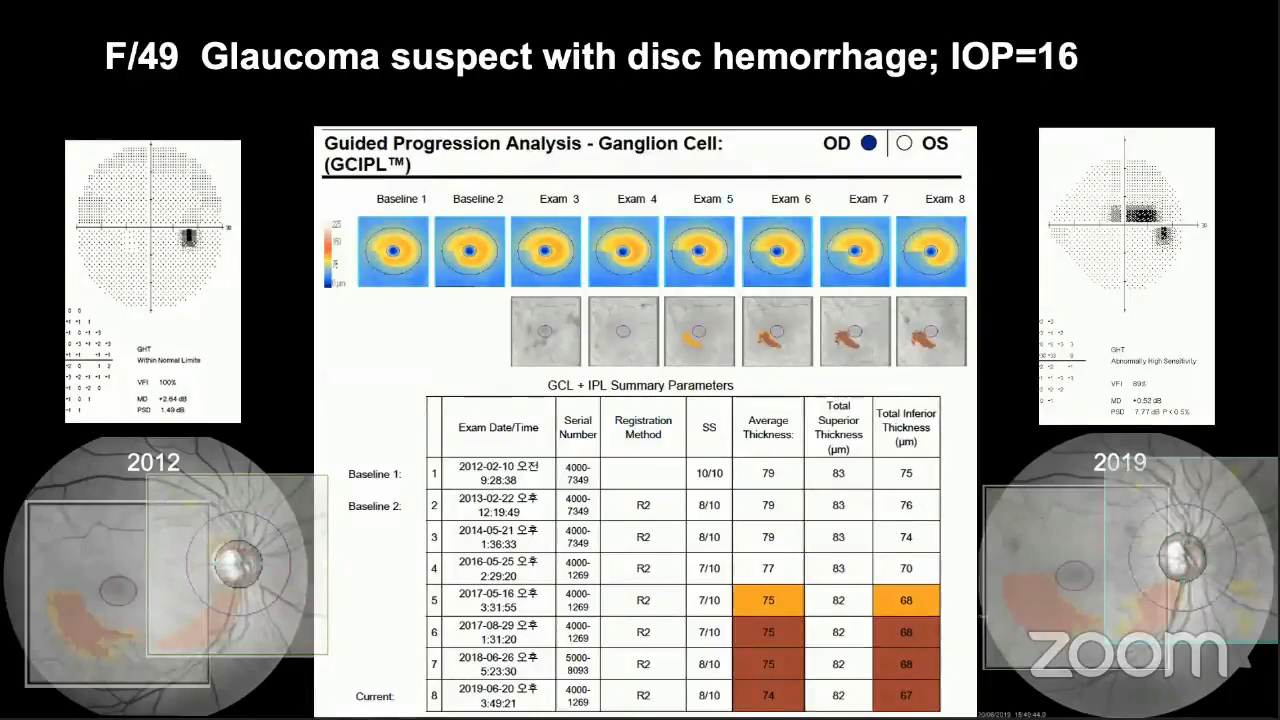 F/49 Glaucoma suspect with disc hemorrhage; IOP=16
Guided Progression Analysis - Ganglion Cell:
(GCIPL™)
OD OS
Baseline 1 Baseline 2 Exam 3 Exam 4 Exam 5 Exam 6 Exam 7 Exam 8
GCL + IPL Summary Parameters
Exam Date/Time Serial Number Registration Method SS Average Thickness: Total Superior Thickness (μm) Total Inferior Thickness (μm)
Baseline 1: 1 2012-02-10 오전 9:28:38 4000-7349 10/10 79 83 75
Baseline 2: 2 2013-02-22 오후 12:19:49 4000-7349 R2 8/10 79 83 76
3 2014-05-21 오후 1:36:33 4000-7349 R2 8/10 79 83 74
4 2016-05-25 오후 2:29:20 4000-1269 R2 7/10 77 83 70
5 2017-05-16 오후 3:31:55 4000-1269 R2 7/10 75 82 68
6 2017-08-29 오후 1:31:20 4000-1269 R2 7/10 75 82 68
7 2018-06-26 오후 5:23:30 5000-8093 R2 8/10 75 82 68
Current: 8 2019-06-20 오후 3:49:21 4000-1269 R2 8/10 74 82 67
30
GHT
Within Normal Limits
VFI 100%
MD +2.64 dB
PSD 1.49 dB
2012
30
GHT
Abnormally High Sensitivity
VFI 89%
MD +0.52 dB
PSD 7.77 dB P < 0.5%
2019
zoom